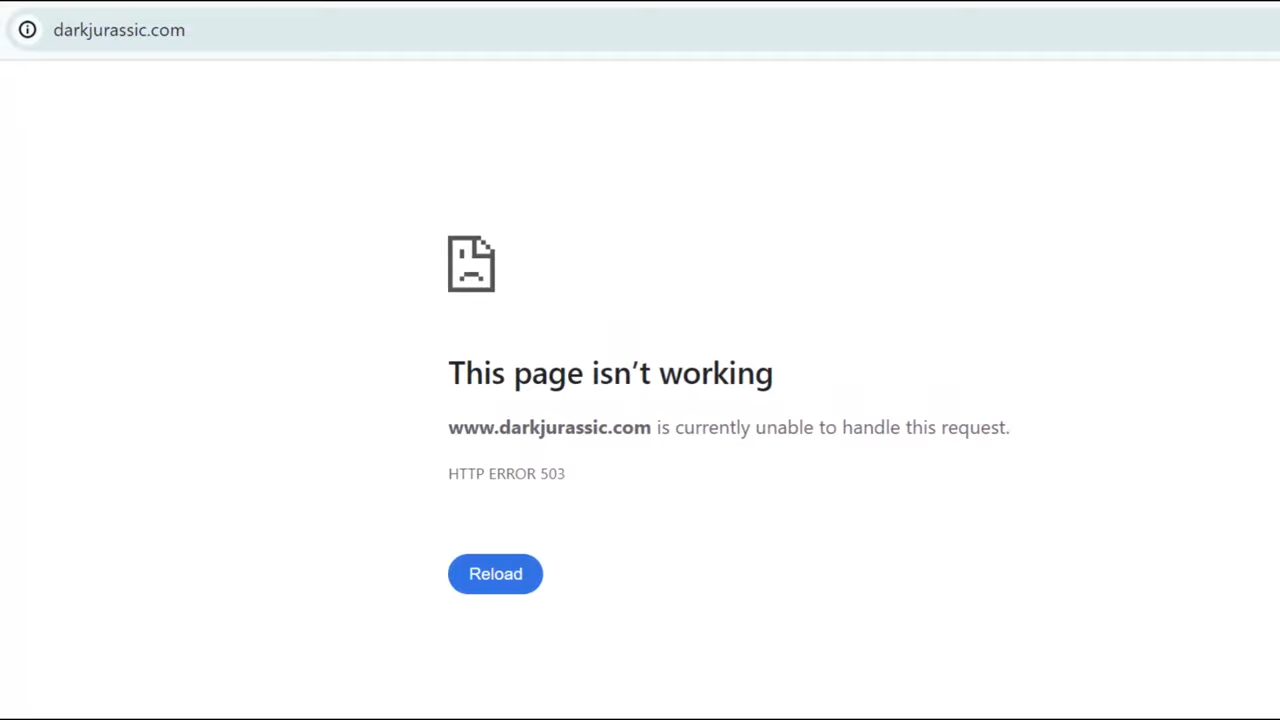 darkjurassic.com
This page isn’t working
www.darkjurassic.com is currently unable to handle this request.
HTTP ERROR 503
Reload